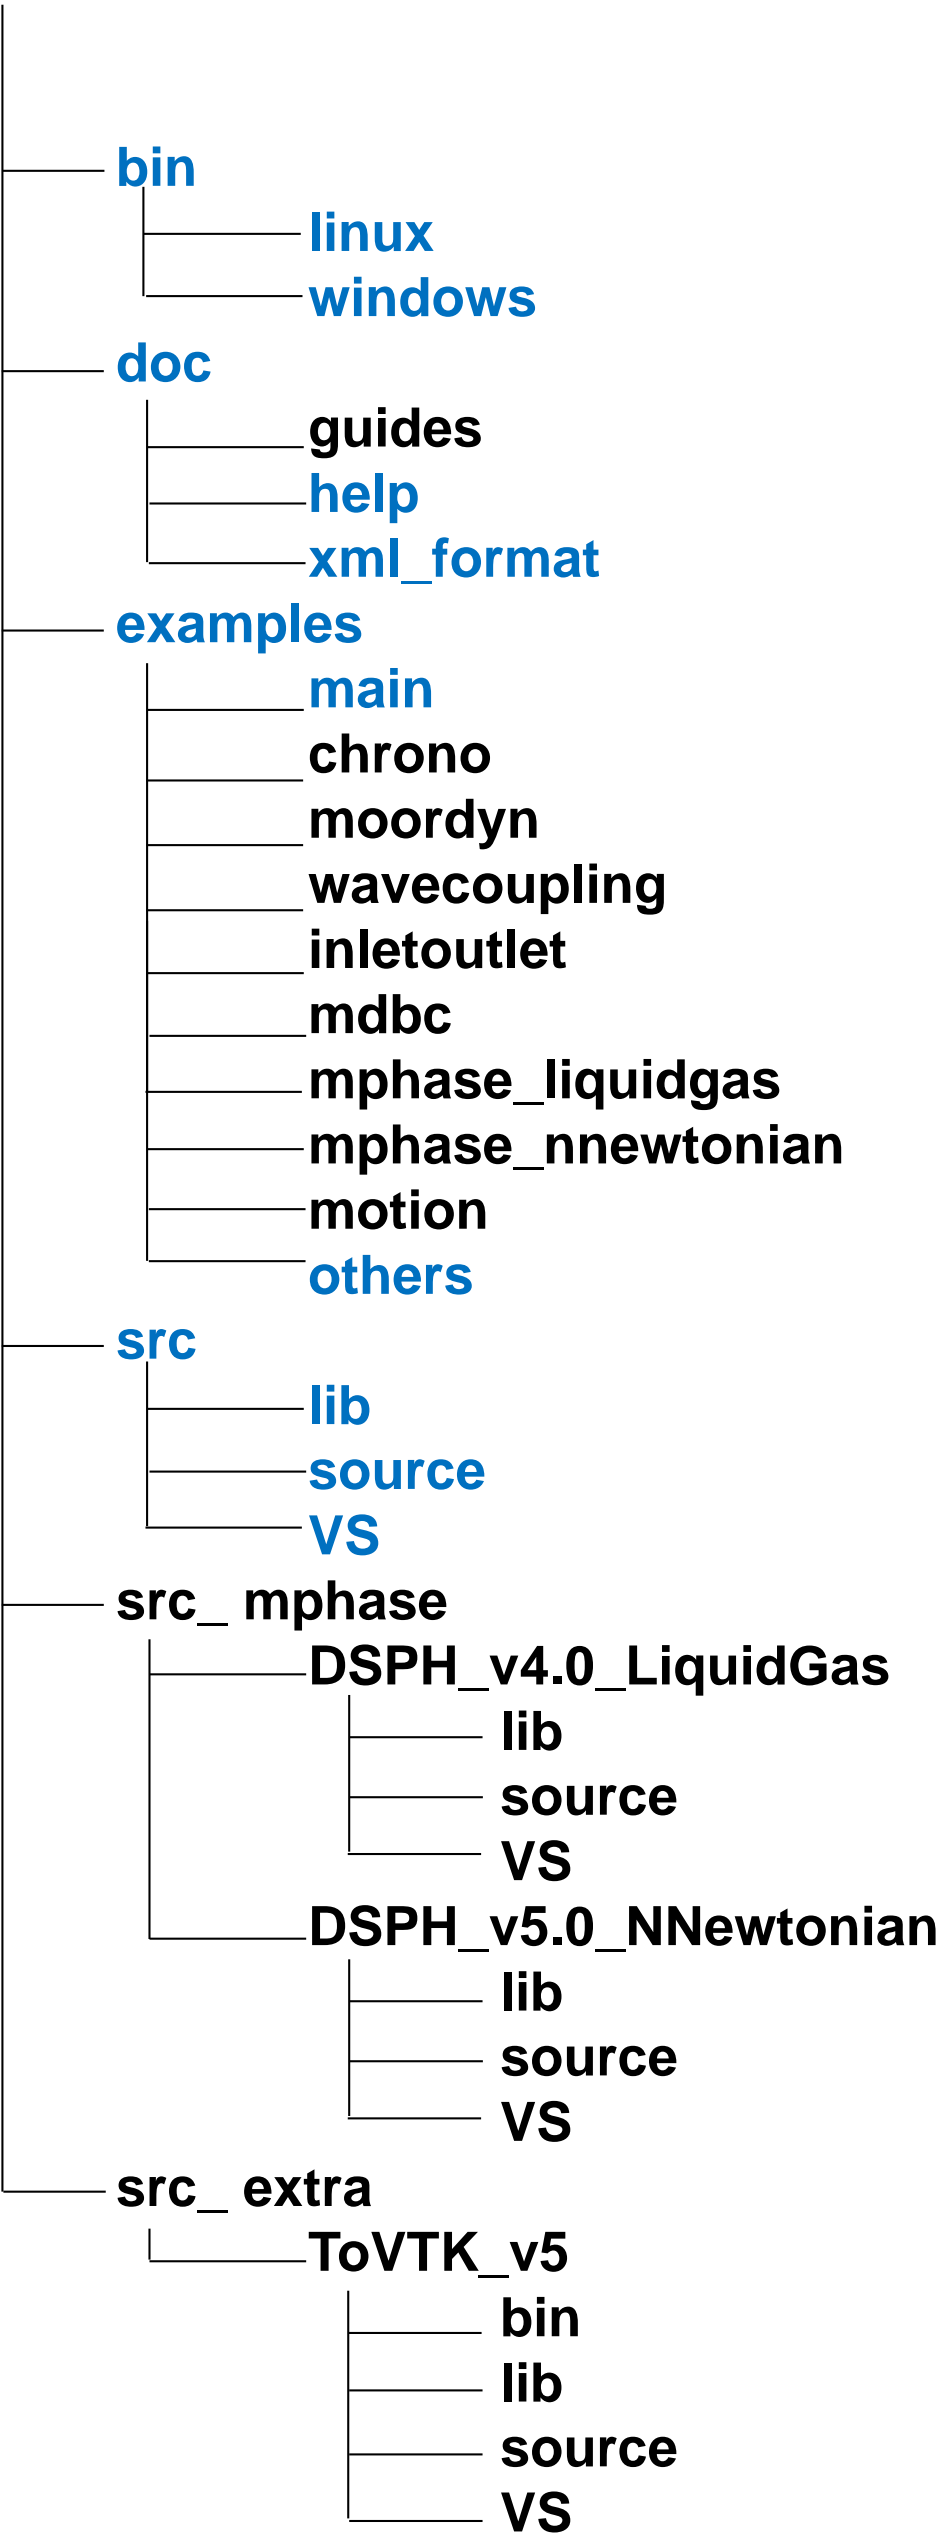 bin
linux
windows
doc
guides
help
xml_format
examples
main
chrono
moordyn
wavecoupling
inletoutlet
mdbc
mphase_liquidgas
mphase_nnewtonian
motion
others
src
lib
source
VS
src_ mphase
DSPH_v4.0_LiquidGas
lib
source
VS
DSPH_v5.0_NNewtonian
lib
source
VS
src_ extra
ToVTK_v5
bin
lib
source
VS